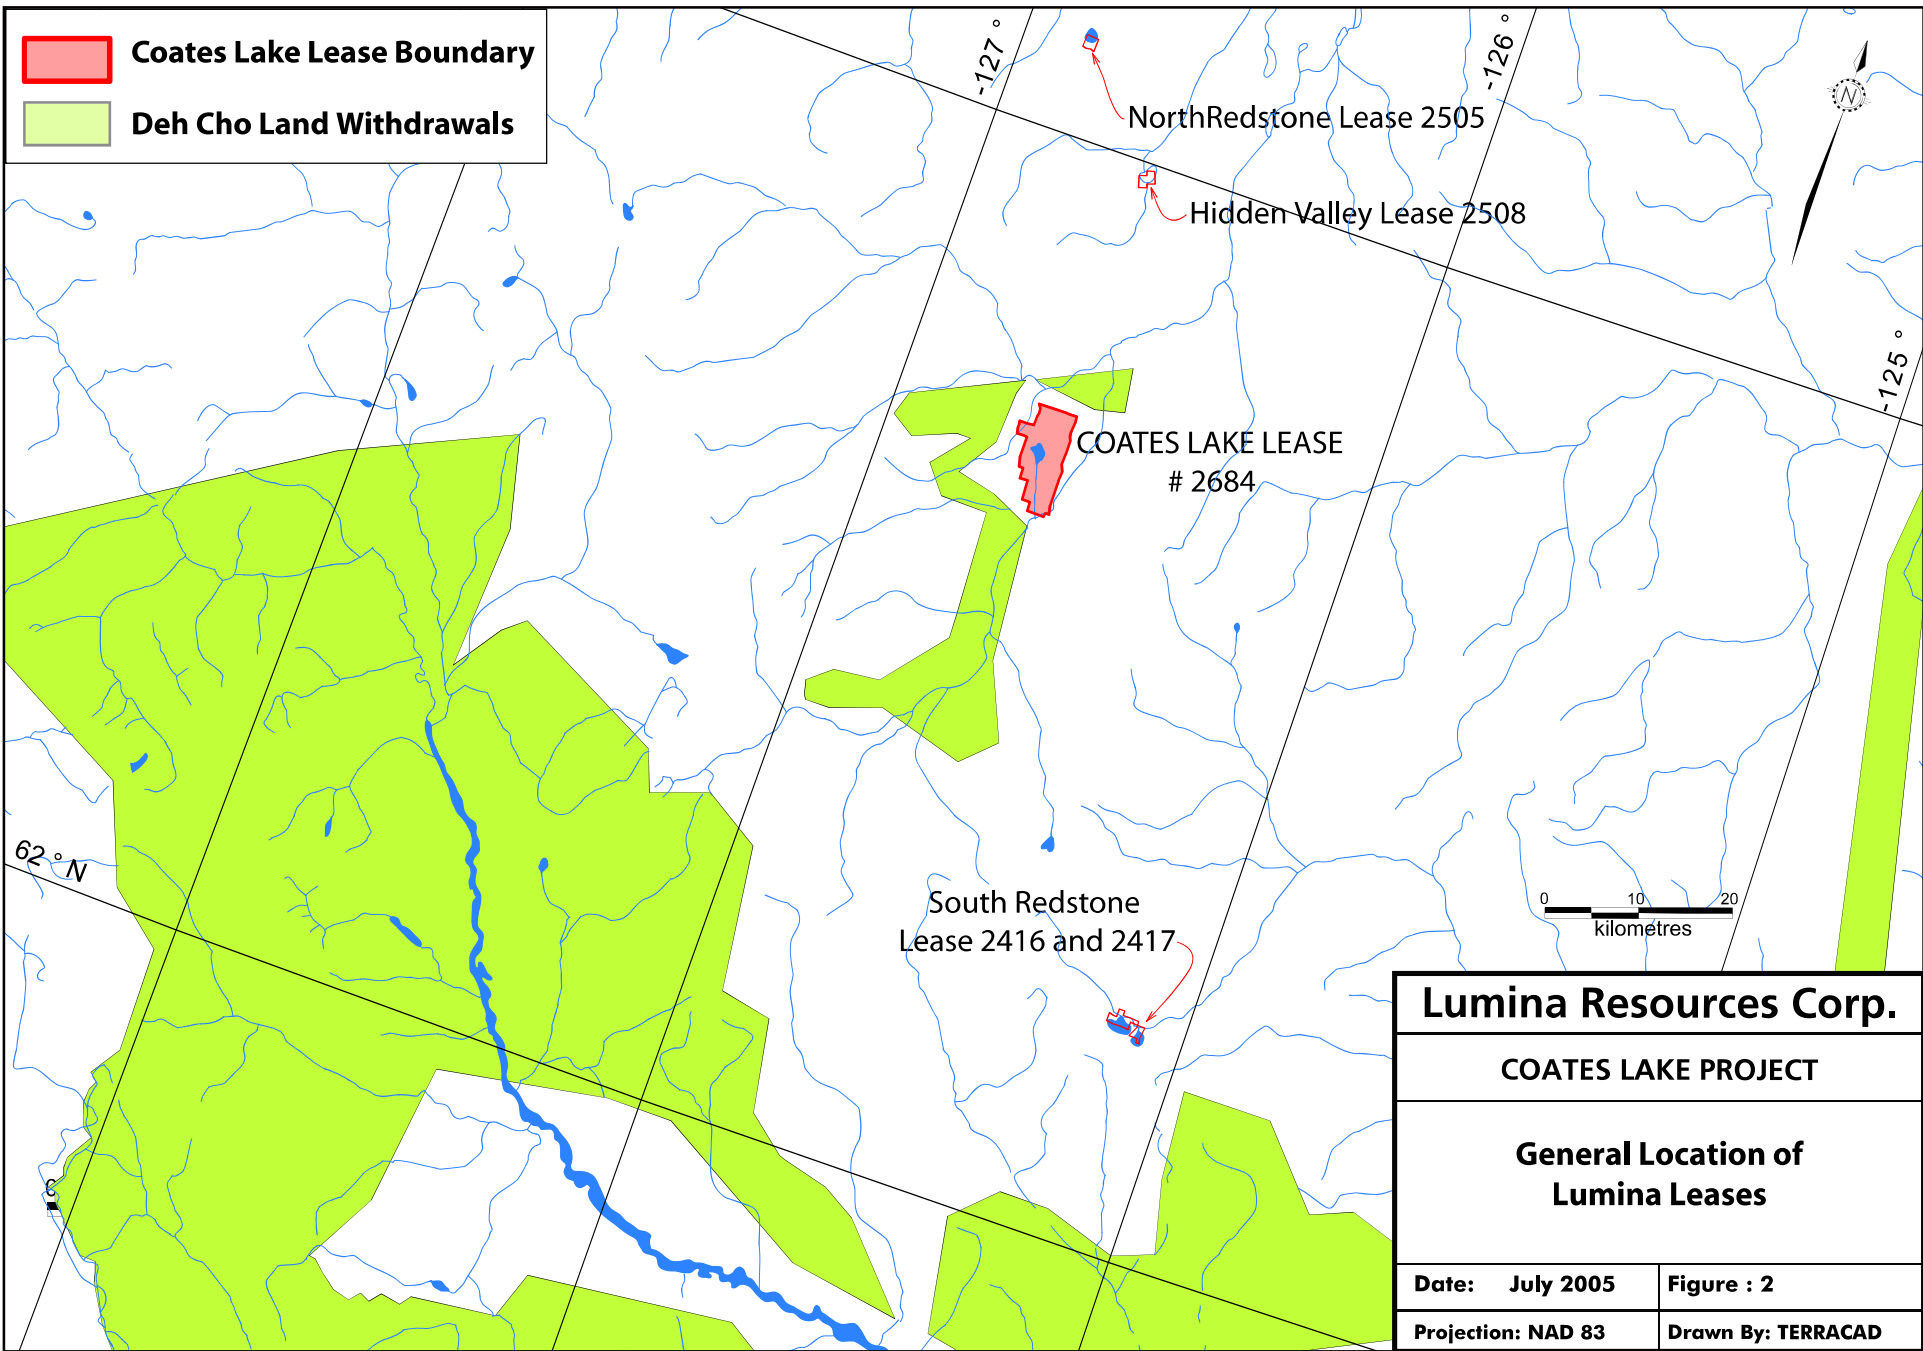 Coates Lake Lease Boundary
Deh Cho Land Withdrawals
-127 °
-126 °
-125 °
N
NorthRedstone Lease 2505
Hidden Valley Lease 2508
COATES LAKE LEASE
# 2684
62 ° N
South Redstone
Lease 2416 and 2417
0 10 20
kilometres
Lumina Resources Corp.
COATES LAKE PROJECT
General Location of
Lumina Leases
Date: July 2005
Figure : 2
Projection: NAD 83
Drawn By: TERRACAD